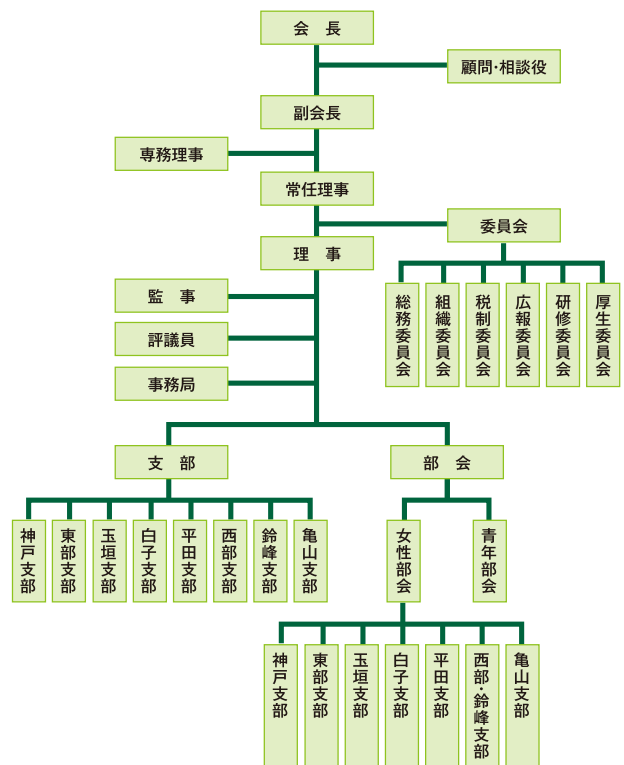 会　長
顧問・相談役
副会長
専務理事
常任理事
委員会
理　事
監　事
評議員
事務局
総務委員会
組織委員会
税制委員会
広報委員会
研修委員会
厚生委員会
支　部
部　会
神戸支部
東部支部
玉垣支部
白子支部
平田支部
西部支部
鈴峰支部
亀山支部
女性部会
青年部会
神戸支部
東部支部
玉垣支部
白子支部
平田支部
西部・鈴峰支部
亀山支部